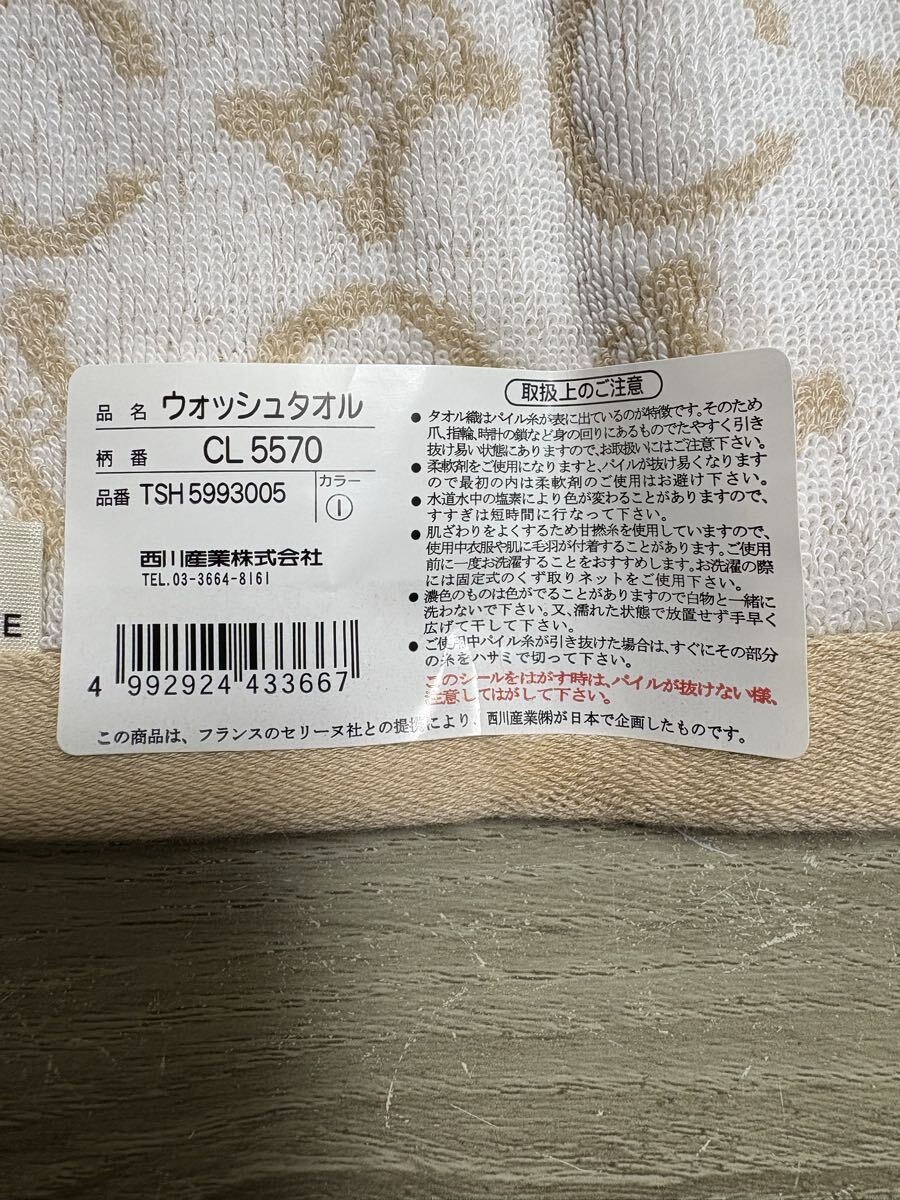 品名 ウォッシュタオル
柄番 CL5570
品番 TSH5993005
カラー
①
西川産業株式会社
TEL.03-3664-8161
4 992924 433667
取扱上のご注意
●タオル織はパイル糸が表に出ているのが特徴です。そのため
爪、指輪、時計の鎖など身の回りにあるものでたやすく引き
抜け易い状態にありますので、お取扱いにはご注意下さい。
●柔軟剤をご使用になりますと、パイルが抜け易くなります
ので最初の内は柔軟剤のご使用はお避け下さい。
●水道水中の塩素により色が変わることがありますので、
すすぎは短時間に行なって下さい。
●肌ざわりをよくするため甘撚糸を使用していますので、
使用中衣服や肌に毛羽が付着することがあります。ご使用
前に一度お洗濯することをおすすめします。お洗濯の際
には固定式のくず取りネットをご使用下さい。
●濃色のものは色がでることがありますので白物と一緒に
洗わないで下さい。又、濡れた状態で放置せず手早く
広げて干して下さい。
●ご使用中パイル糸が引き抜けた場合は、すぐにその部分
の糸をハサミで切って下さい。
このシールをはがす時は、パイルが抜けない様、
注意してはがして下さい。
この商品は、フランスのセリーヌ社との提携により、西川産業㈱が日本で企画したものです。
E